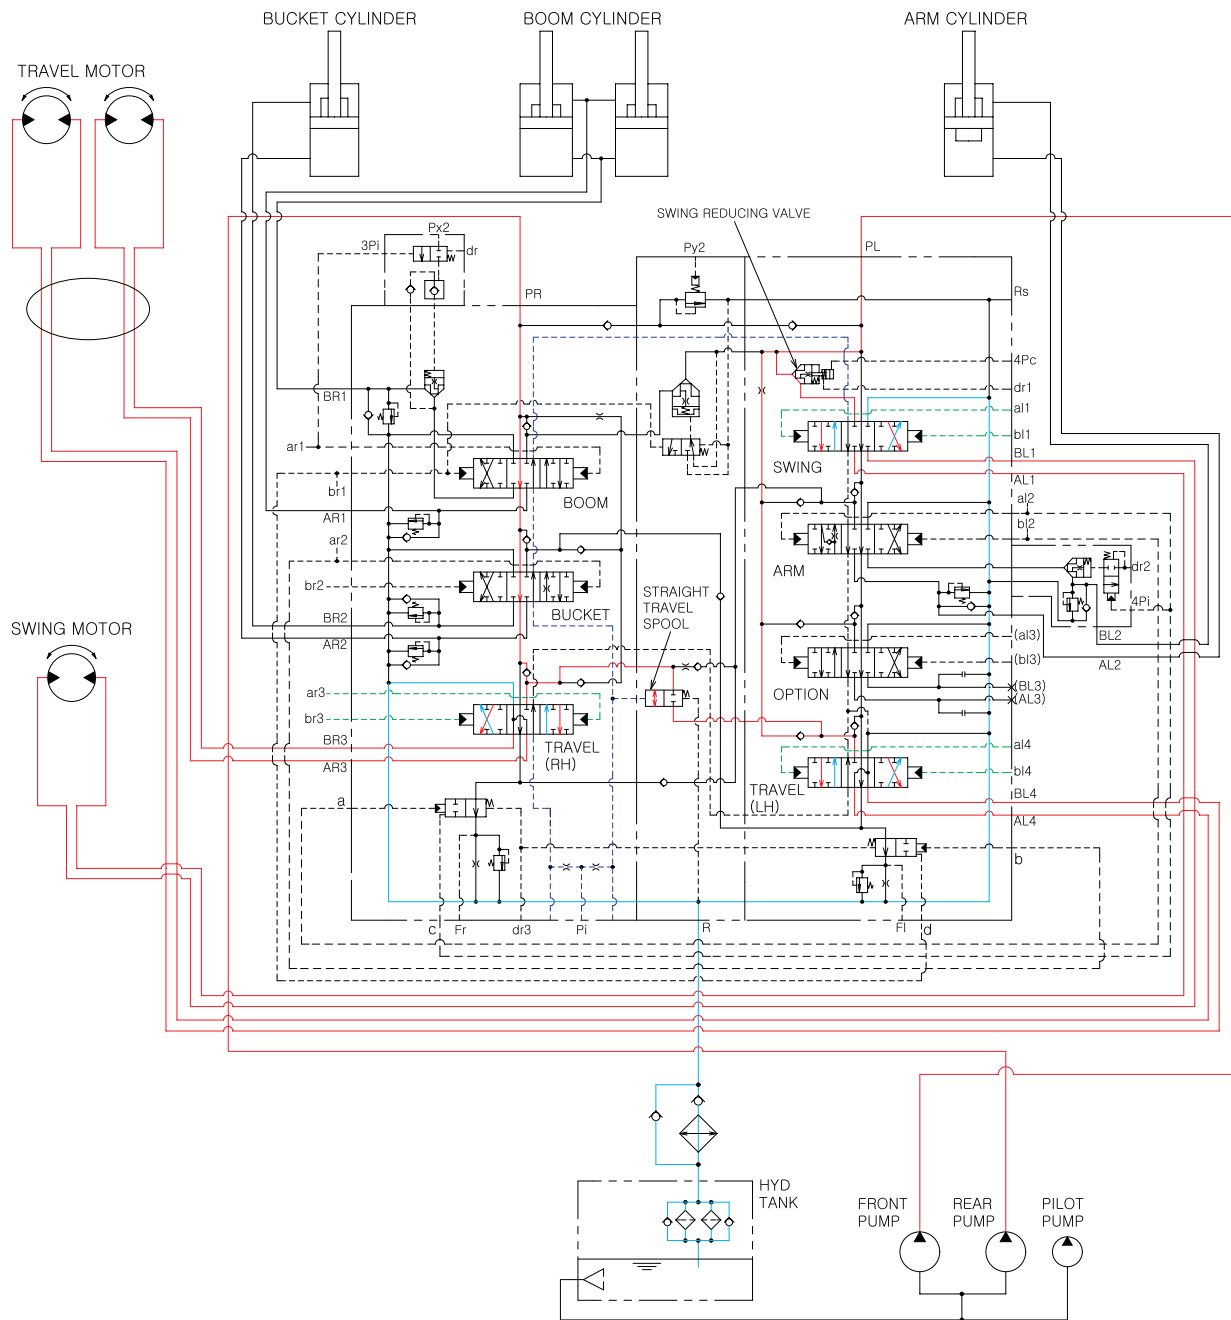 BUCKET CYLINDER
BOOM CYLINDER
ARM CYLINDER
TRAVEL MOTOR
SWING REDUCING VALVE
Px2
3Pi
dr
Py2
PL
PR
Rs
4Pc
dr1
BR1
al1
ar1
bl1
SWING
BL1
AL1
br1
BOOM
al2
AR1
bl2
ar2
ARM
dr2
br2
BUCKET
STRAIGHT
TRAVEL
SPOOL
4Pi
BR2
SWING MOTOR
AR2
BL2
(al3)
AL2
(bl3)
OPTION
ar3
(BL3)
(AL3)
br3
BR3
TRAVEL
(RH)
al4
AR3
bl4
a
TRAVEL
(LH)
BL4
AL4
b
C
Fr
dr3
Pi
R
Fl
d
HYD
TANK
FRONT
PUMP
REAR
PUMP
PILOT
PUMP